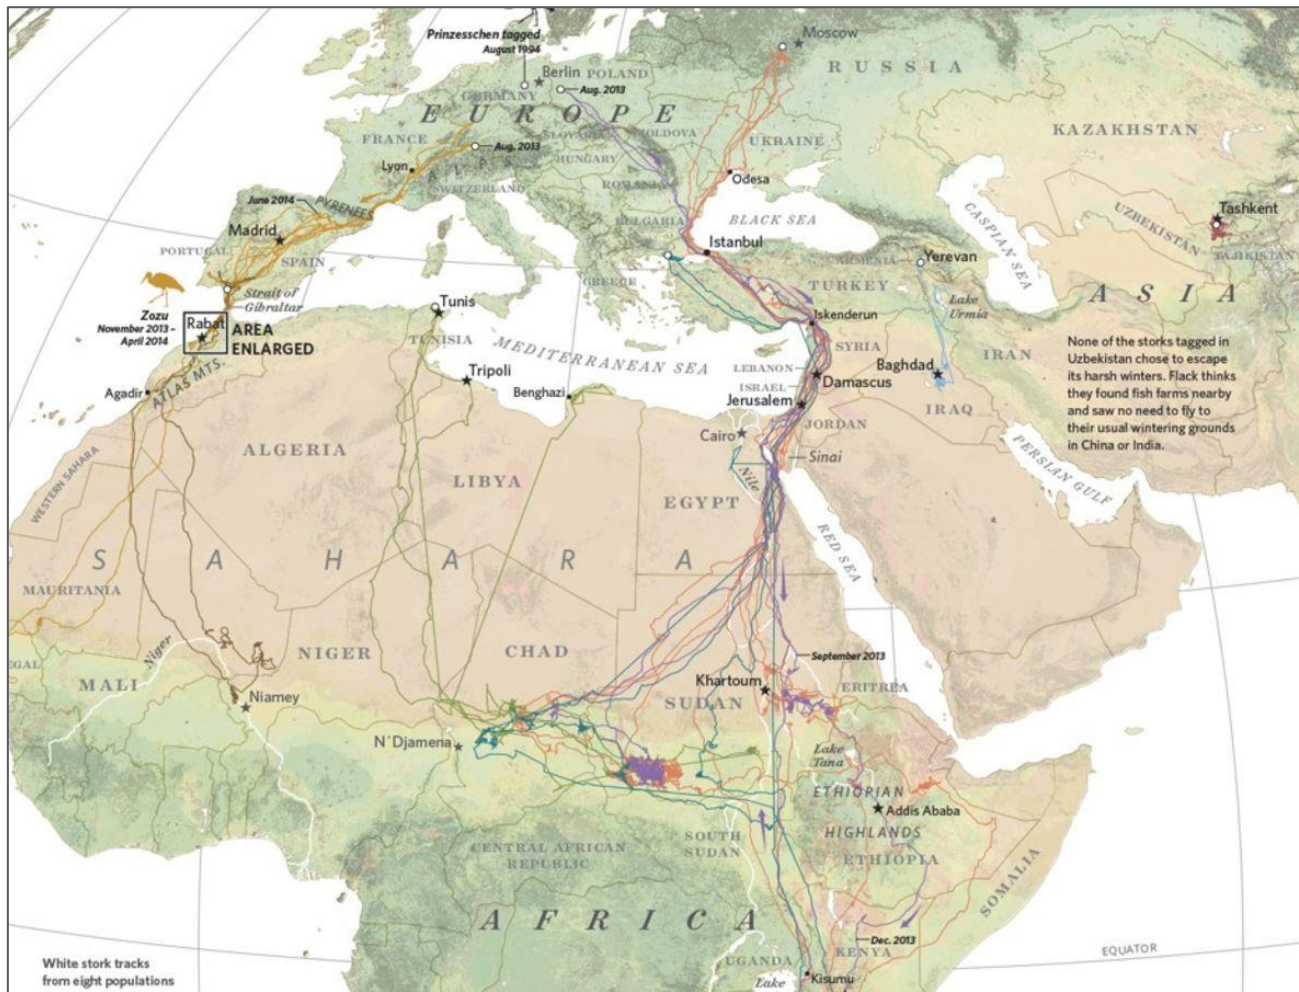 Prinzesschen tagged
August 1994
Moscow
Berlin
POLAND
RUSSIA
GERMANY
Aug. 2013
EUROPE
KAZAKHSTAN
FRANCE
SLOVAKIA
MOLDOVA
UKRAINE
Aug. 2013
Lyon
ALPS
HUNGARY
SWITZERLAND
ROMANIA
Odesa
June 2014
PYRENEES
BULGARIA
BLACK SEA
CASPIAN SEA
UZBEKISTAN
Tashkent
Madrid
PORTUGAL
SPAIN
Istanbul
ARMENIA
Yerevan
TAJIKISTAN
GREECE
TURKEY
ASIA
Strait of
Gibraltar
Lake
Urmia
Zozu
November 2013 –
April 2014
Rabat
AREA
ENLARGED
Tunis
TUNISIA
MEDITERRANEAN SEA
Iskenderun
SYRIA
IRAN
None of the storks tagged in
Uzbekistan chose to escape
its harsh winters. Flack thinks
they found fish farms nearby
and saw no need to fly to
their usual wintering grounds
in China or India.
Tripoli
LEBANON
Baghdad
Damascus
ISRAEL
Agadir
ATLAS MTS.
Benghazi
Jerusalem
IRAQ
JORDAN
Cairo
ALGERIA
Sinai
PERSIAN GULF
WESTERN SAHARA
LIBYA
Nile
EGYPT
RED SEA
SAHARA
MAURITANIA
Niger
NIGER
CHAD
September 2013
EGAL
MALI
Khartoum
ERITREA
Niamey
SUDAN
N'Djamena
Lake
Tana
ETHIOPIAN
Addis Ababa
HIGHLANDS
SOUTH
SUDAN
CENTRAL AFRICAN
REPUBLIC
ETHIOPIA
SOMALIA
AFRICA
Dec. 2013
KENYA
EQUATOR
White stork tracks
from eight populations
UGANDA
Kisumu
Lake